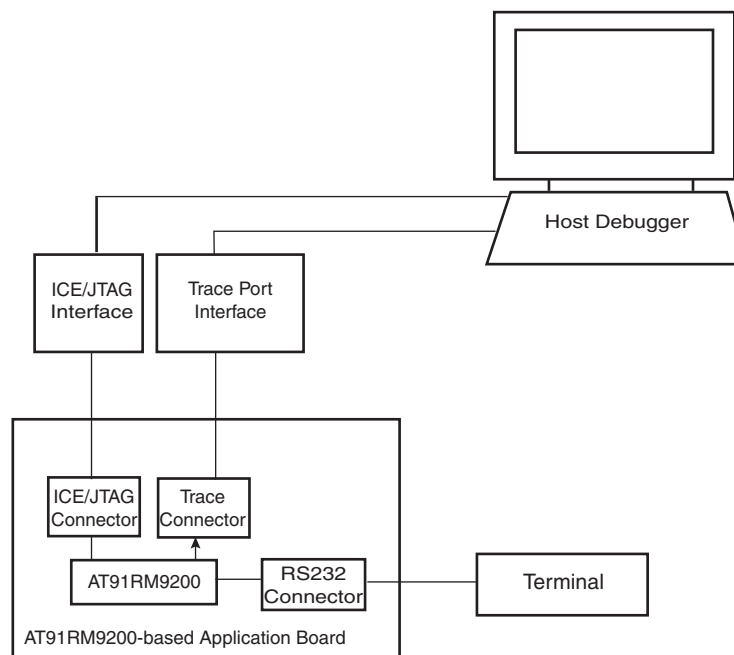 Host Debugger
ICE/JTAG
Interface
Trace Port
Interface
ICE/JTAG
Connector
Trace
Connector
AT91RM9200
RS232
Connector
Terminal
AT91RM9200-based Application Board